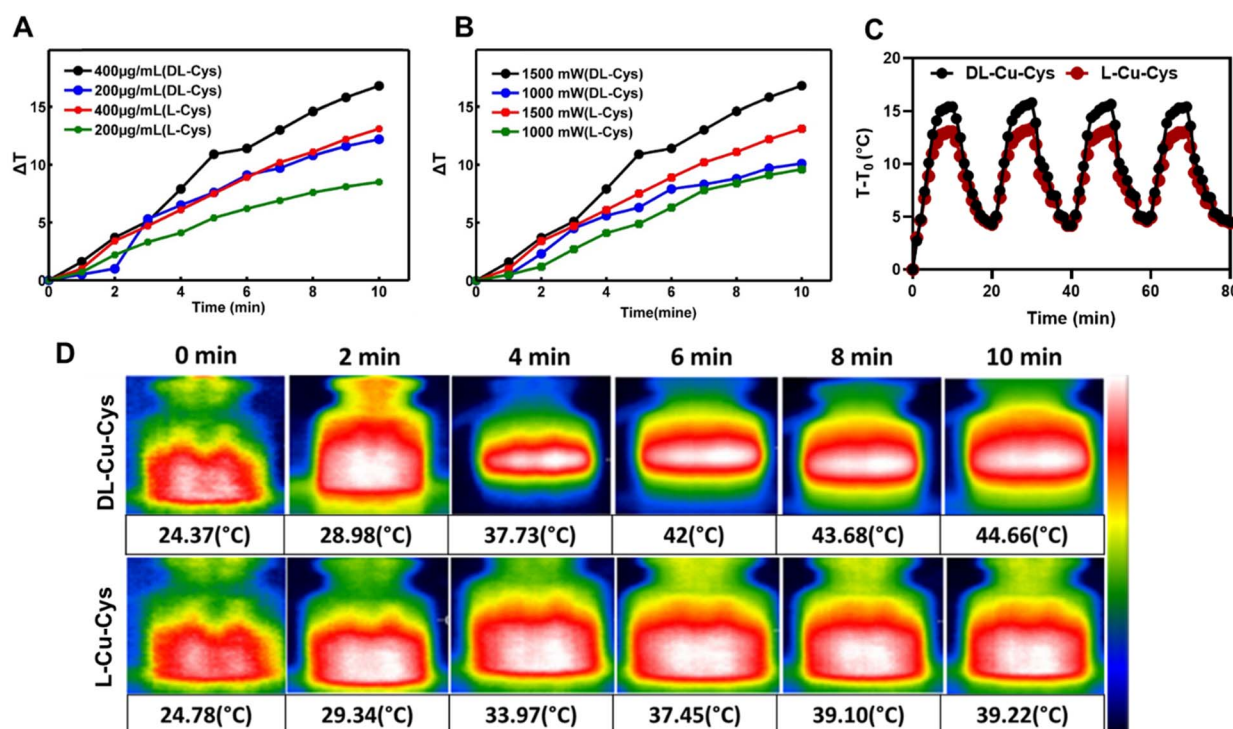 A
400µg/mL(DL-Cys)
200µg/mL(DL-Cys)
400µg/mL(L-Cys)
200µg/mL(L-Cys)
ΔT
15
10
5
0
0 2 4 6 8 10
Time (min)
B
1500 mW(DL-Cys)
1000 mW(DL-Cys)
1500 mW(L-Cys)
1000 mW(L-Cys)
ΔT
15
10
5
0
0 2 4 6 8 10
Time(mine)
C
DL-Cu-Cys L-Cu-Cys
T-T₀ (°C)
20
15
10
5
0
0 20 40 60 80
Time (min)
D
0 min 2 min 4 min 6 min 8 min 10 min
DL-Cu-Cys
24.37(°C) 28.98(°C) 37.73(°C) 42(°C) 43.68(°C) 44.66(°C)
L-Cu-Cys
24.78(°C) 29.34(°C) 33.97(°C) 37.45(°C) 39.10(°C) 39.22(°C)